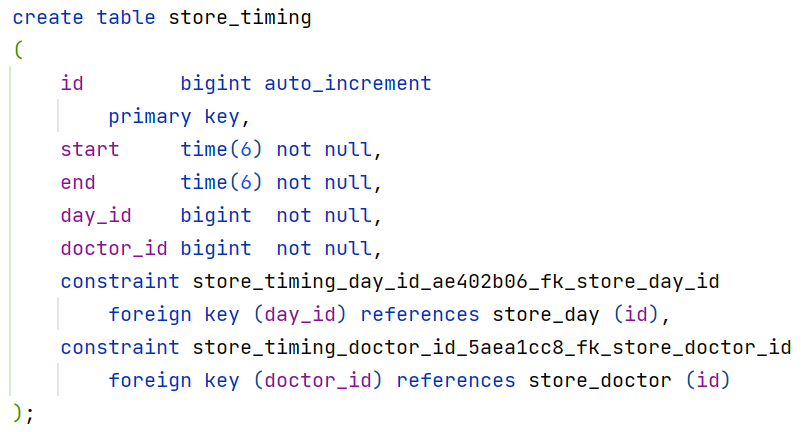 create table store_timing
(
    id        bigint auto_increment
        primary key,
    start     time(6) not null,
    end       time(6) not null,
    day_id    bigint  not null,
    doctor_id bigint  not null,
    constraint store_timing_day_id_ae402b06_fk_store_day_id
        foreign key (day_id) references store_day (id),
    constraint store_timing_doctor_id_5aea1cc8_fk_store_doctor_id
        foreign key (doctor_id) references store_doctor (id)
);